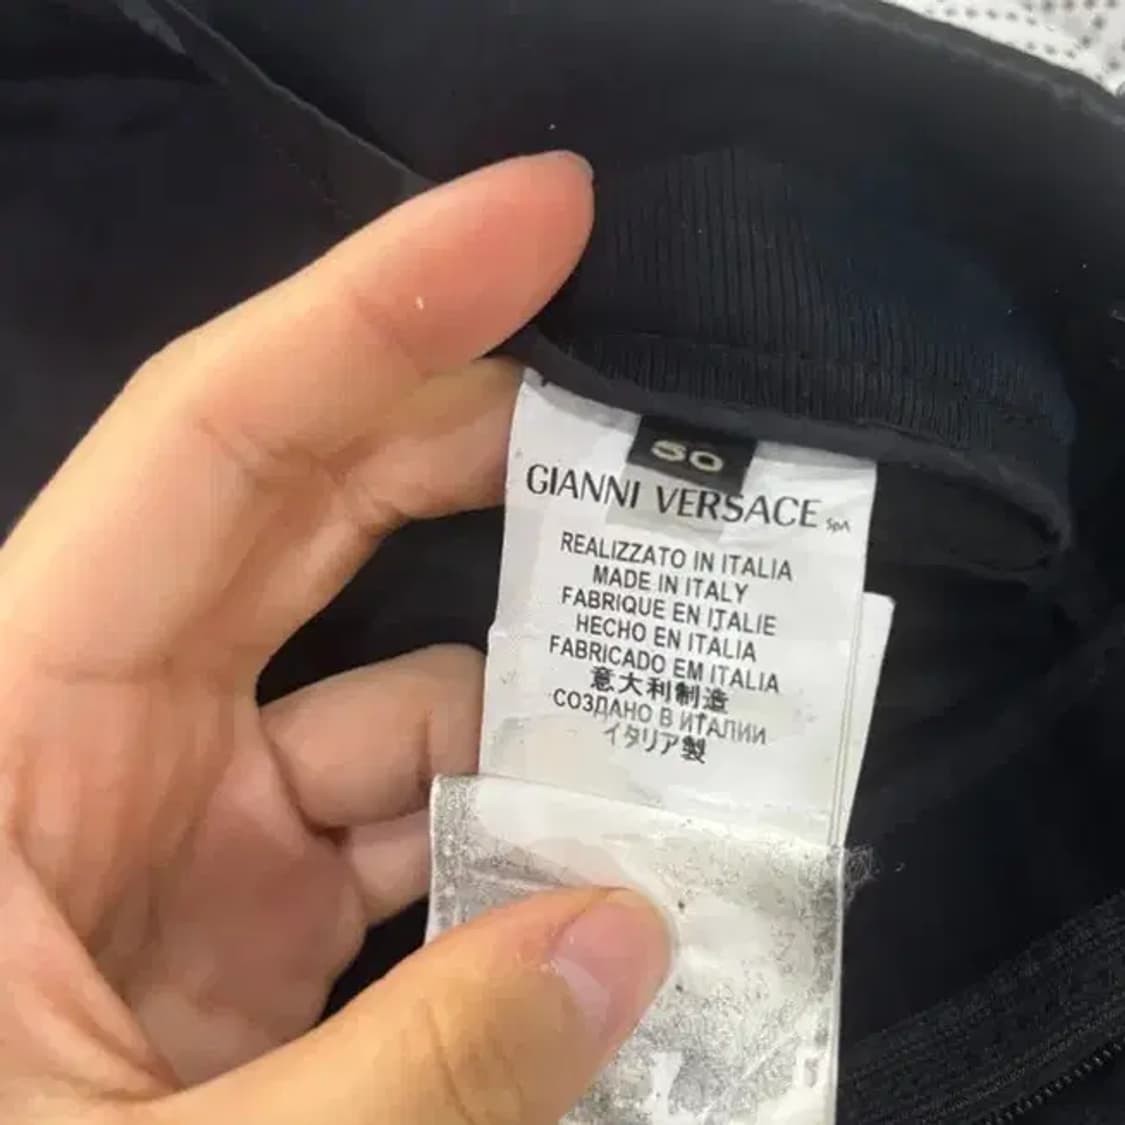 50
GIANNI VERSACE SpA
REALIZZATO IN ITALIA
MADE IN ITALY
FABRIQUE EN ITALIE
HECHO EN ITALIA
FABRICADO EM ITALIA
意大利制造
СОЗДАНО В ИТАЛИИ
イタリア製